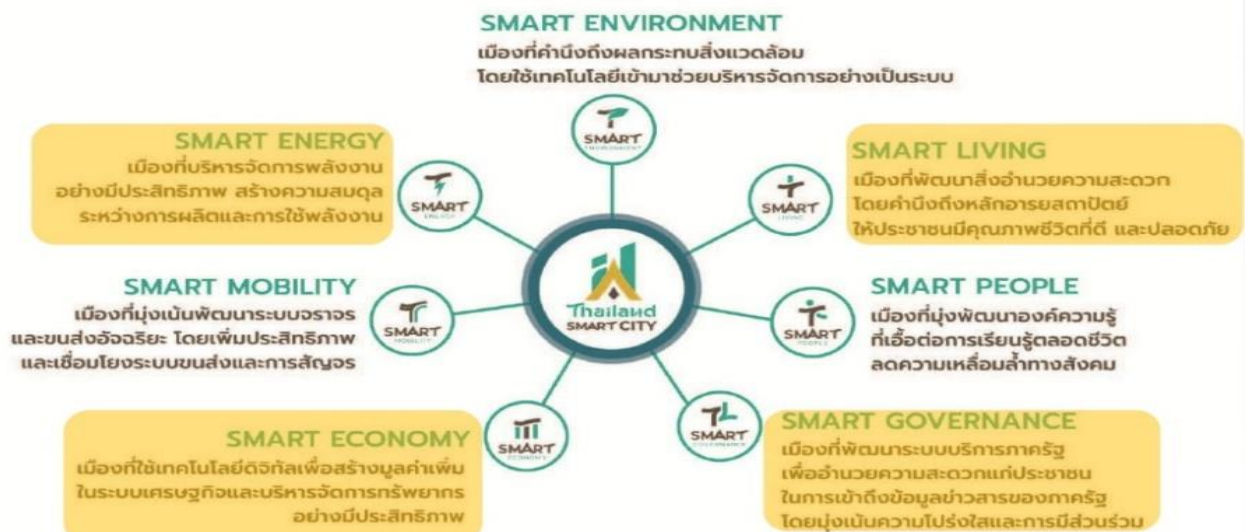 SMART ENVIRONMENT
เมืองที่คำนึงถึงผลกระทบสิ่งแวดล้อม
โดยใช้เทคโนโลยีเข้ามาช่วยบริหารจัดการอย่างเป็นระบบ
SMART
ENVIRONMENT
SMART ENERGY
เมืองที่บริหารจัดการพลังงาน
อย่างมีประสิทธิภาพ สร้างความสมดุล
ระหว่างการผลิตและการใช้พลังงาน
SMART
ENERGY
SMART LIVING
เมืองที่พัฒนาสิ่งอำนวยความสะดวก
โดยคำนึงถึงหลักอารยสถาปัตย์
ให้ประชาชนมีคุณภาพชีวิตที่ดี และปลอดภัย
SMART
LIVING
Thailand
SMART CITY
SMART MOBILITY
เมืองที่มุ่งเน้นพัฒนาระบบจราจร
และขนส่งอัจฉริยะ โดยเพิ่มประสิทธิภาพ
และเชื่อมโยงระบบขนส่งและการสัญจร
SMART
MOBILITY
SMART PEOPLE
เมืองที่มุ่งพัฒนาองค์ความรู้
ที่เอื้อต่อการเรียนรู้ตลอดชีวิต
ลดความเหลื่อมล้ำทางสังคม
SMART
PEOPLE
SMART ECONOMY
เมืองที่ใช้เทคโนโลยีดิจิทัลเพื่อสร้างมูลค่าเพิ่ม
ในระบบเศรษฐกิจและบริหารจัดการทรัพยากร
อย่างมีประสิทธิภาพ
SMART
ECONOMY
SMART GOVERNANCE
เมืองที่พัฒนาระบบบริการภาครัฐ
เพื่ออำนวยความสะดวกแก่ประชาชน
ในการเข้าถึงข้อมูลข่าวสารของภาครัฐ
โดยมุ่งเน้นความโปร่งใสและการมีส่วนร่วม
SMART
GOVERNANCE